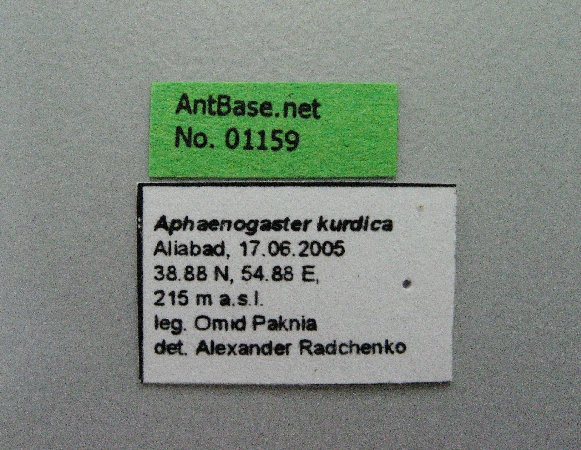 AntBase.net
No. 01159
Aphaenogaster kurdica
Aliabad, 17.06.2005
38.88 N, 54.88 E,
215 m a.s.l.
leg. Omid Paknia
det. Alexander Radchenko